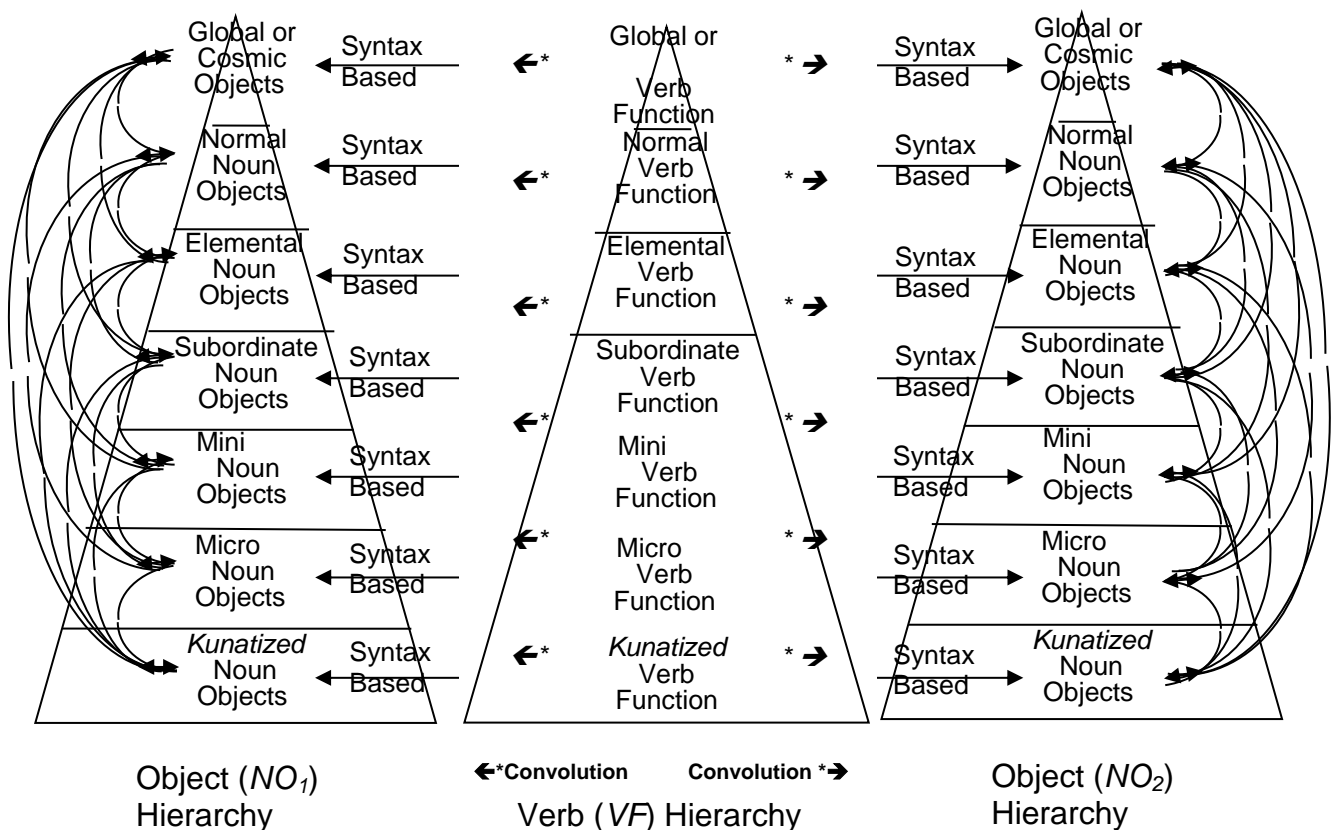 Global or
Cosmic
Objects
Syntax
Based
←*
Global or
Verb
Function
* →
Syntax
Based
Global or
Cosmic
Objects
Normal
Noun
Objects
Syntax
Based
←*
Normal
Verb
Function
* →
Syntax
Based
Normal
Noun
Objects
Elemental
Noun
Objects
Syntax
Based
←*
Elemental
Verb
Function
* →
Syntax
Based
Elemental
Noun
Objects
Subordinate
Noun
Objects
Syntax
Based
←*
Subordinate
Verb
Function
* →
Syntax
Based
Subordinate
Noun
Objects
Mini
Noun
Objects
Syntax
Based
Mini
Verb
Function
Syntax
Based
Mini
Noun
Objects
Micro
Noun
Objects
Syntax
Based
←*
Micro
Verb
Function
* →
Syntax
Based
Micro
Noun
Objects
Kunatized
Noun
Objects
Syntax
Based
←*
Kunatized
Verb
Function
* →
Syntax
Based
Kunatized
Noun
Objects
Object (NO1)
Hierarchy
←*Convolution Convolution *→
Verb (VF) Hierarchy
Object (NO2)
Hierarchy